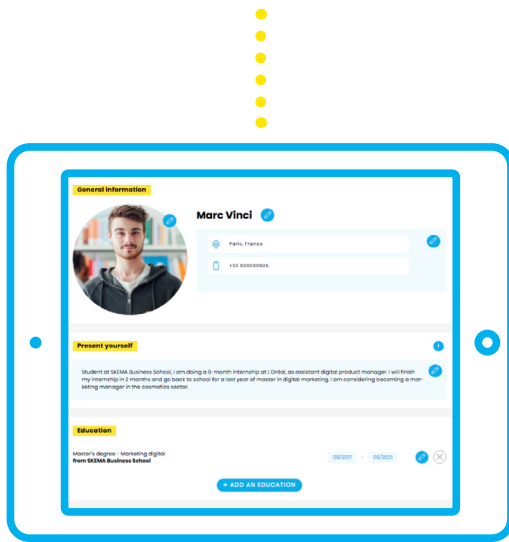 General information
Marc Vinci
Paris, France
Present yourself
Student at SKEMA Business School, I am doing a 6-month internship at L'Oréal, as assistant digital product manager. I will finish
my internship in 2 months and go back to school for a last year of master in digital marketing. I am considering becoming a mar-
keting manager in the cosmetics sector.
Education
Master's degree - Marketing digital
from SKEMA Business School
09/2017 - 09/2021
+ ADD AN EDUCATION